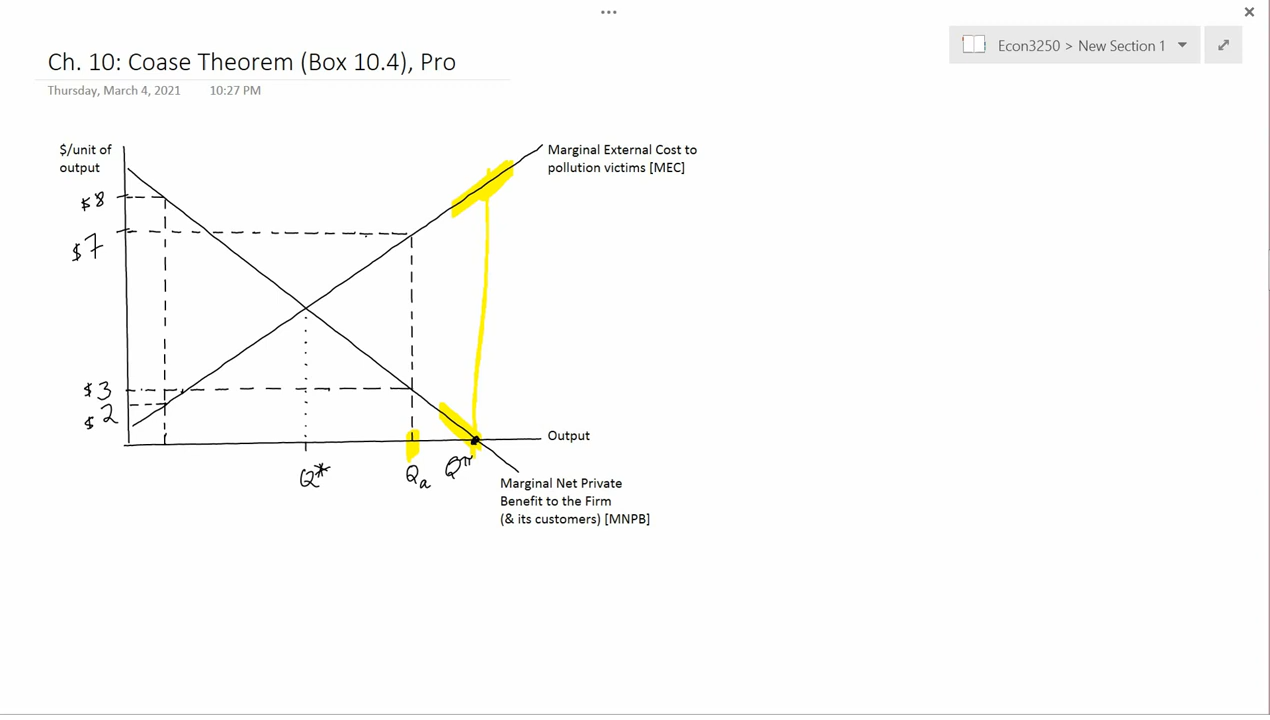 Econ3250 > New Section 1
Ch. 10: Coase Theorem (Box 10.4), Pro
Thursday, March 4, 2021 10:27 PM
$/unit of
output
Marginal External Cost to
pollution victims [MEC]
$8
$7
$3
$2
Output
Q*
Qa
Qπ
Marginal Net Private
Benefit to the Firm
(& its customers) [MNPB]